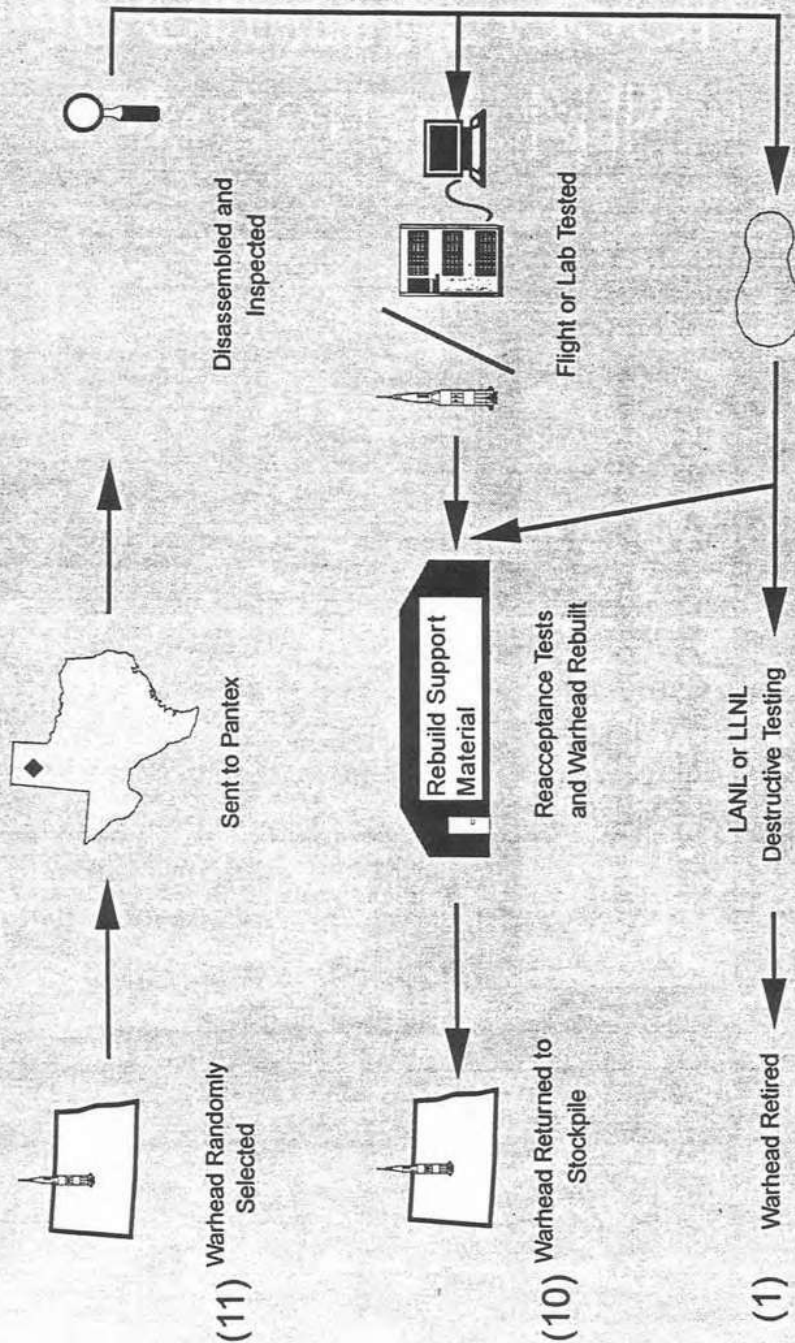 (11)
Warhead Randomly
Selected
Sent to Pantex
Disassembled and
Inspected
(10)
Warhead Returned to
Stockpile
Rebuild Support
Material
Reacceptance Tests
and Warhead Rebuilt
Flight or Lab Tested
(1)
Warhead Retired
LANL or LLNL
Destructive Testing